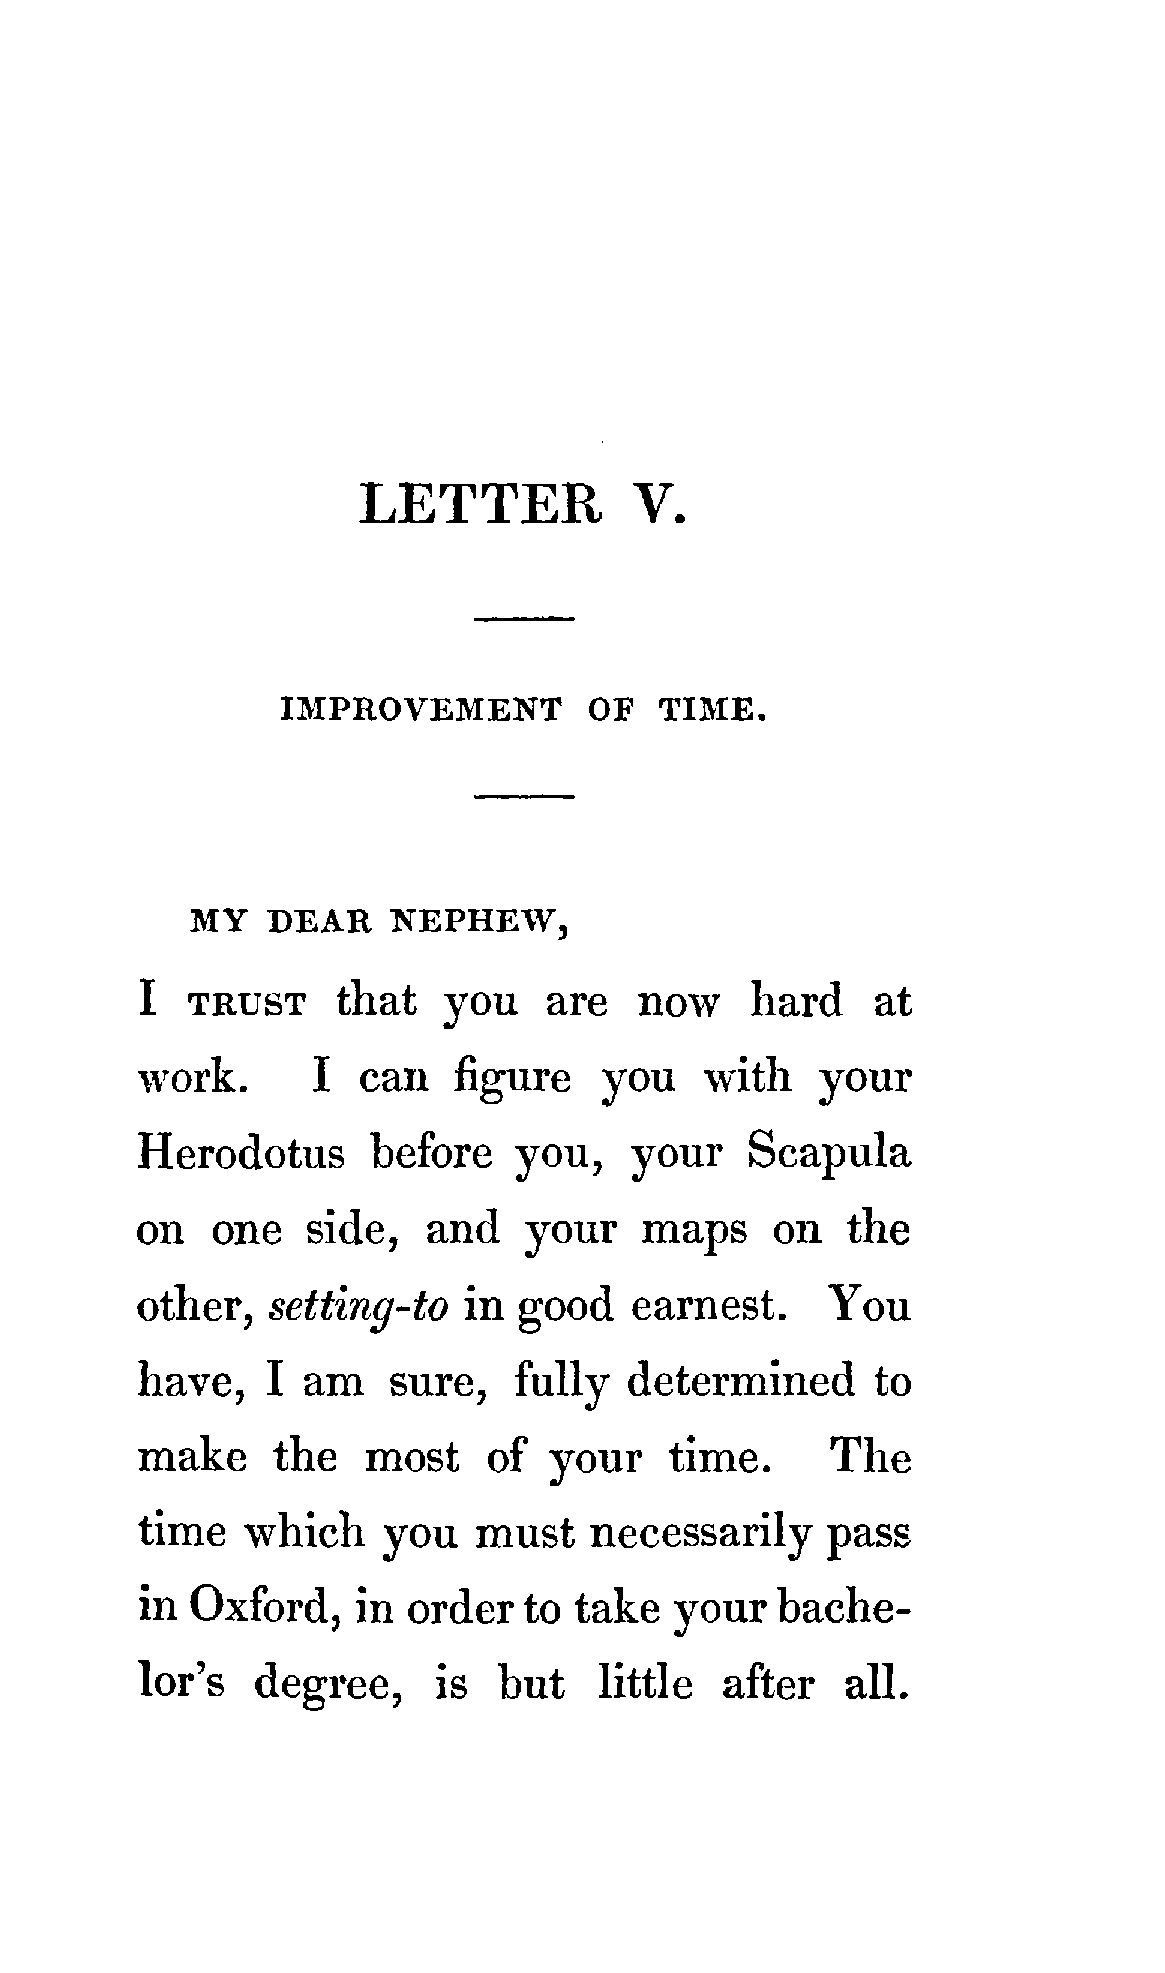 LETTER V.
IMPROVEMENT OF TIME.
MY DEAR NEPHEW,
I TRUST that you are now hard at
work. I can figure you with your
Herodotus before you, your Scapula
on one side, and your maps on the
other, setting-to in good earnest. You
have, I am sure, fully determined to
make the most of your time. The
time which you must necessarily pass
in Oxford, in order to take your bache-
lor's degree, is but little after all.